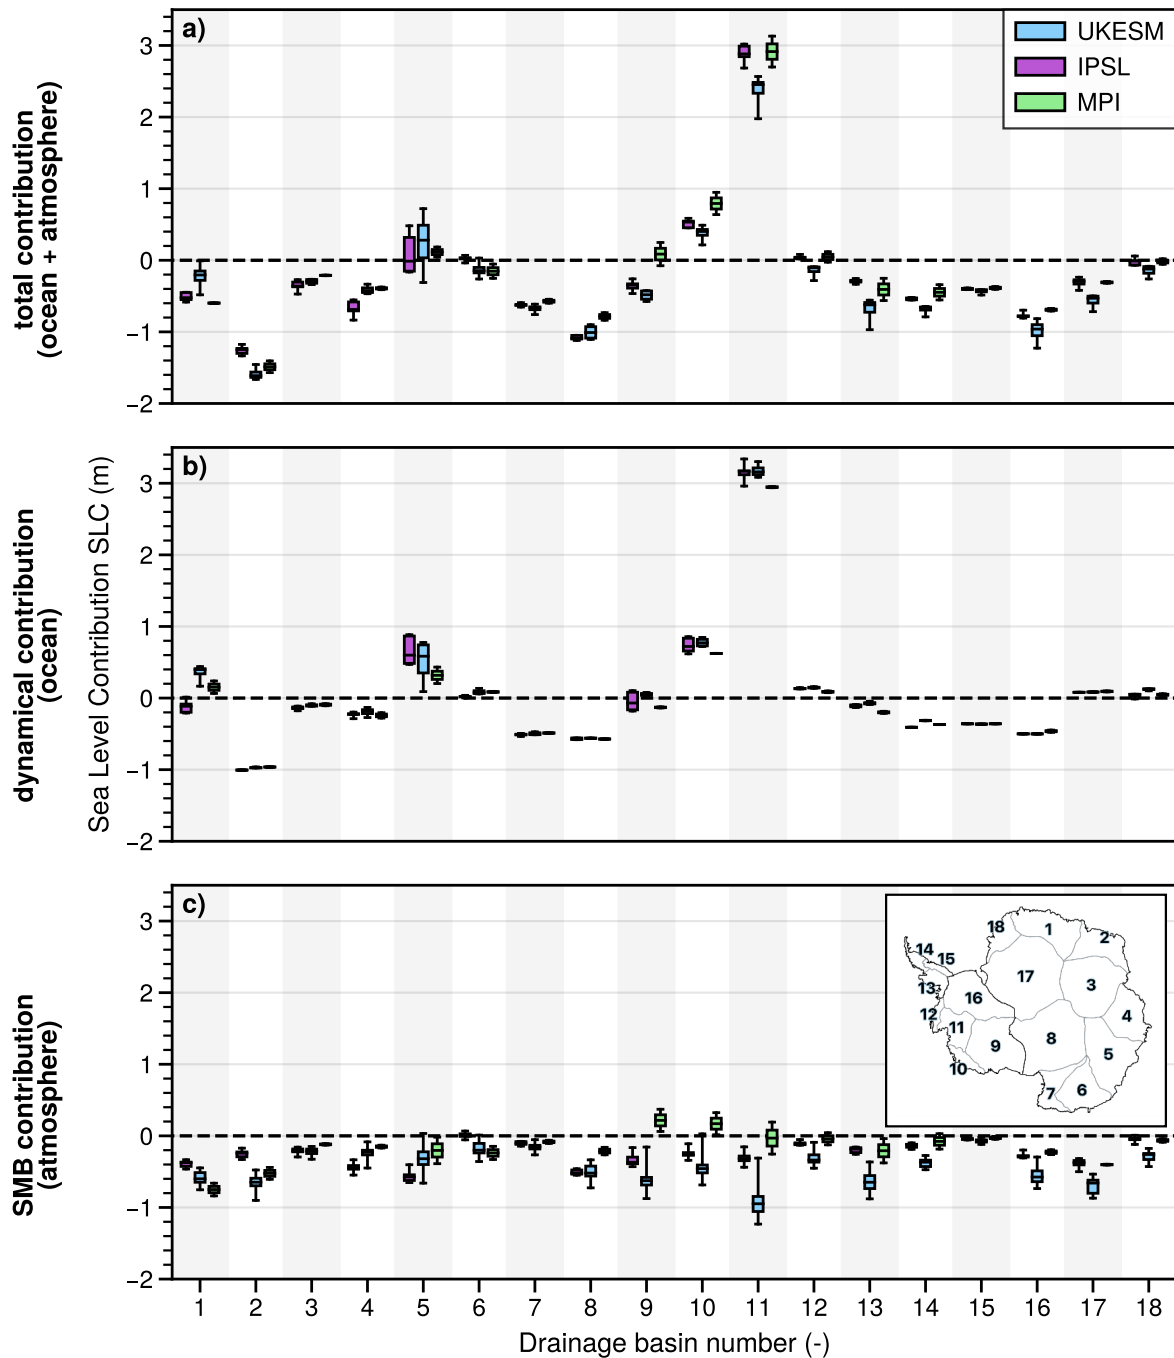 a)
UKESM
IPSL
MPI
total contribution
(ocean + atmosphere)
3
2
1
0
−1
−2
b)
dynamical contribution
(ocean)
Sea Level Contribution SLC (m)
3
2
1
0
−1
−2
c)
SMB contribution
(atmosphere)
3
2
1
0
−1
−2
18
1
2
14
15
17
3
13
16
12
11
4
9
8
5
10
7
6
1 2 3 4 5 6 7 8 9 10 11 12 13 14 15 16 17 18
Drainage basin number (-)